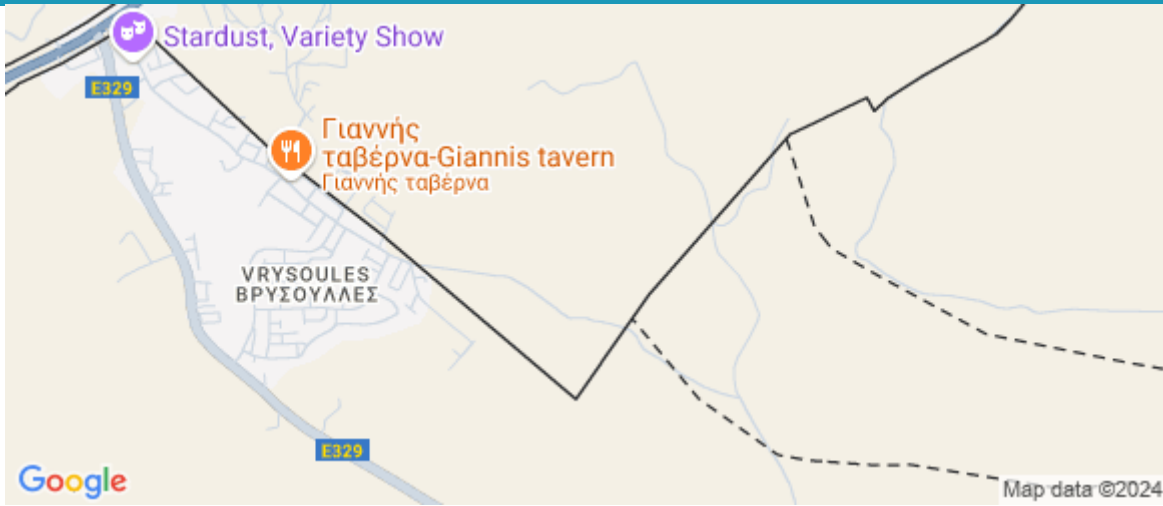 Stardust, Variety Show
E329
Γιαννής
ταβέρνα-Giannis tavern
Γιαννής ταβέρνα
VRYSOULES
ΒΡΥΣΟΥΛΛΕΣ
E329
Google
Map data ©2024